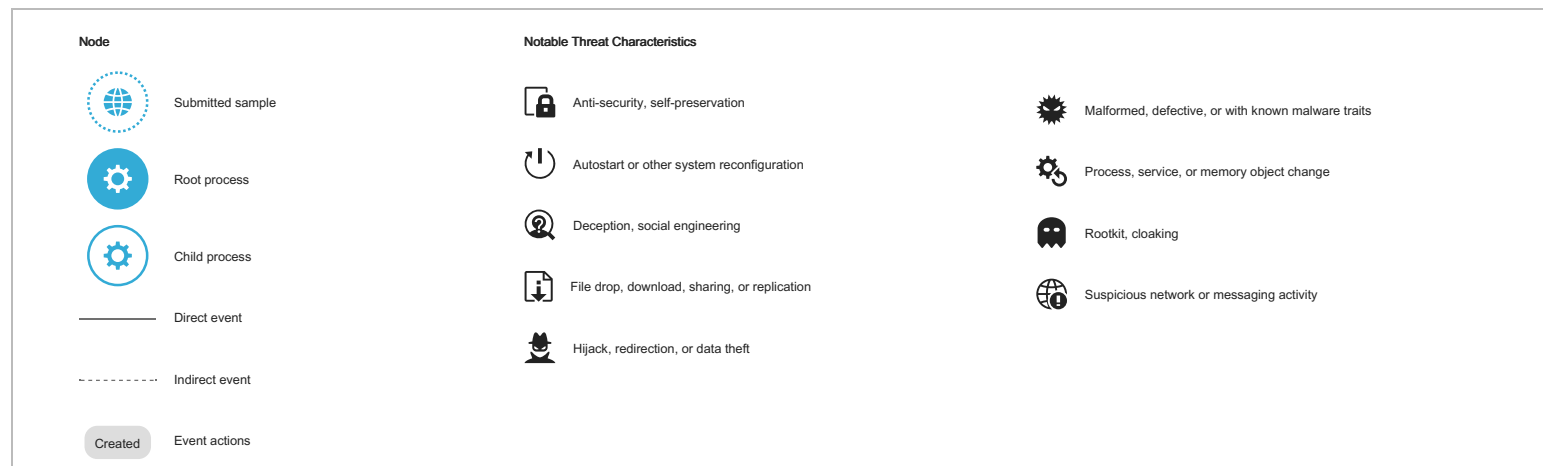 Node
Submitted sample
Root process
Child process
Direct event
Indirect event
Created
Event actions
Notable Threat Characteristics
Anti-security, self-preservation
Autostart or other system reconfiguration
Deception, social engineering
File drop, download, sharing, or replication
Hijack, redirection, or data theft
Malformed, defective, or with known malware traits
Process, service, or memory object change
Rootkit, cloaking
Suspicious network or messaging activity